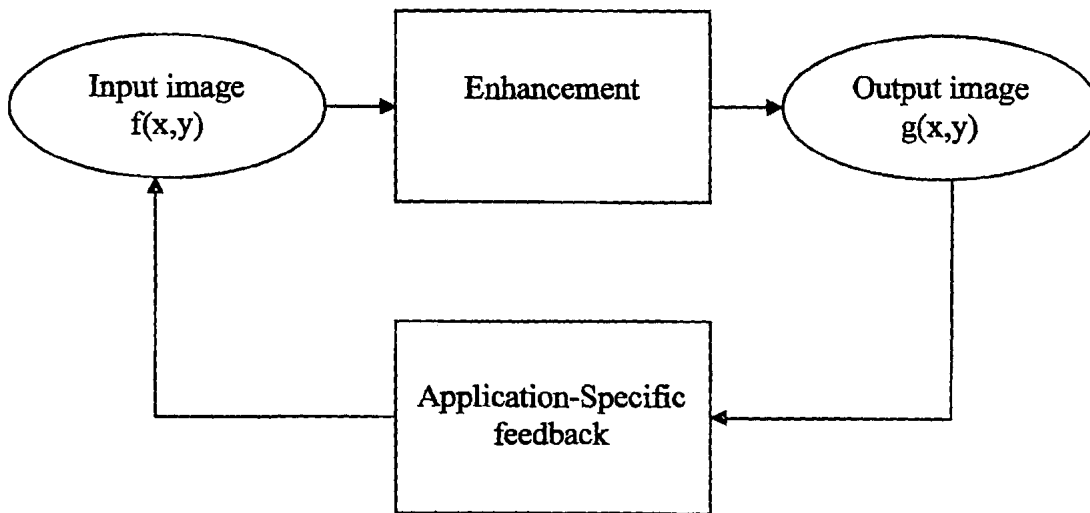 Input image
f(x,y)
Enhancement
Output image
g(x,y)
Application-Specific
feedback